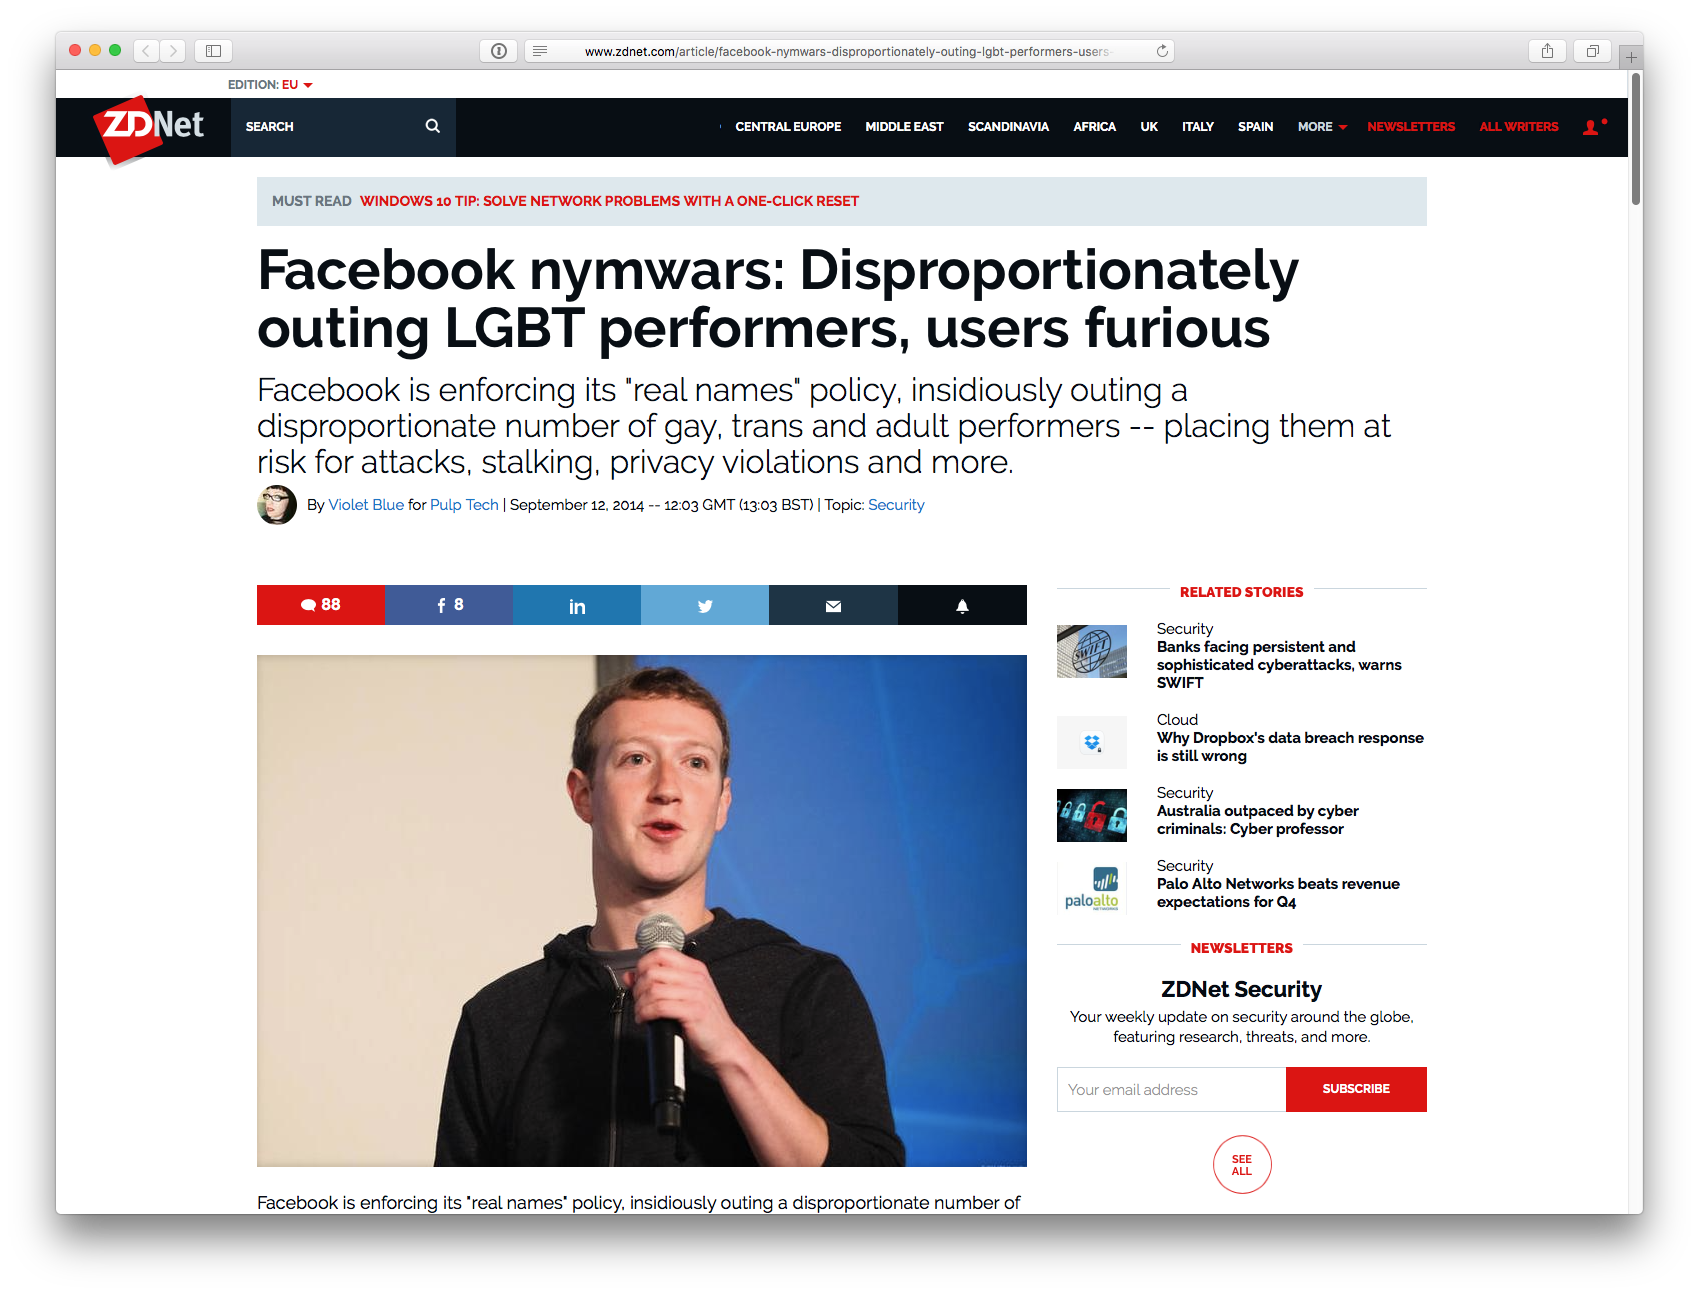 www.zdnet.com/article/facebook-nymwars-disproportionately-outing-lgbt-performers-users-
EDITION: EU
ZDNet
SEARCH
CENTRAL EUROPE MIDDLE EAST SCANDINAVIA AFRICA UK ITALY SPAIN MORE NEWSLETTERS ALL WRITERS
MUST READ WINDOWS 10 TIP: SOLVE NETWORK PROBLEMS WITH A ONE-CLICK RESET
Facebook nymwars: Disproportionately
outing LGBT performers, users furious
Facebook is enforcing its "real names" policy, insidiously outing a
disproportionate number of gay, trans and adult performers -- placing them at
risk for attacks, stalking, privacy violations and more.
By Violet Blue for Pulp Tech | September 12, 2014 -- 12:03 GMT (13:03 BST) | Topic: Security
88
f 8
in
Facebook is enforcing its "real names" policy, insidiously outing a disproportionate number of
RELATED STORIES
SWIFT
Security
Banks facing persistent and
sophisticated cyberattacks, warns
SWIFT
Cloud
Why Dropbox's data breach response
is still wrong
Security
Australia outpaced by cyber
criminals: Cyber professor
paloalto
NETWORKS
Security
Palo Alto Networks beats revenue
expectations for Q4
NEWSLETTERS
ZDNet Security
Your weekly update on security around the globe,
featuring research, threats, and more.
Your email address
SUBSCRIBE
SEE
ALL